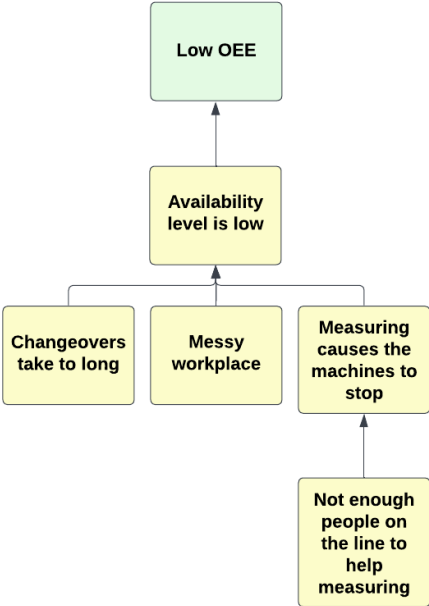 Low OEE
Availability
level is low
Changeovers
take to long
Messy
workplace
Measuring
causes the
machines to
stop
Not enough
people on
the line to
help
measuring